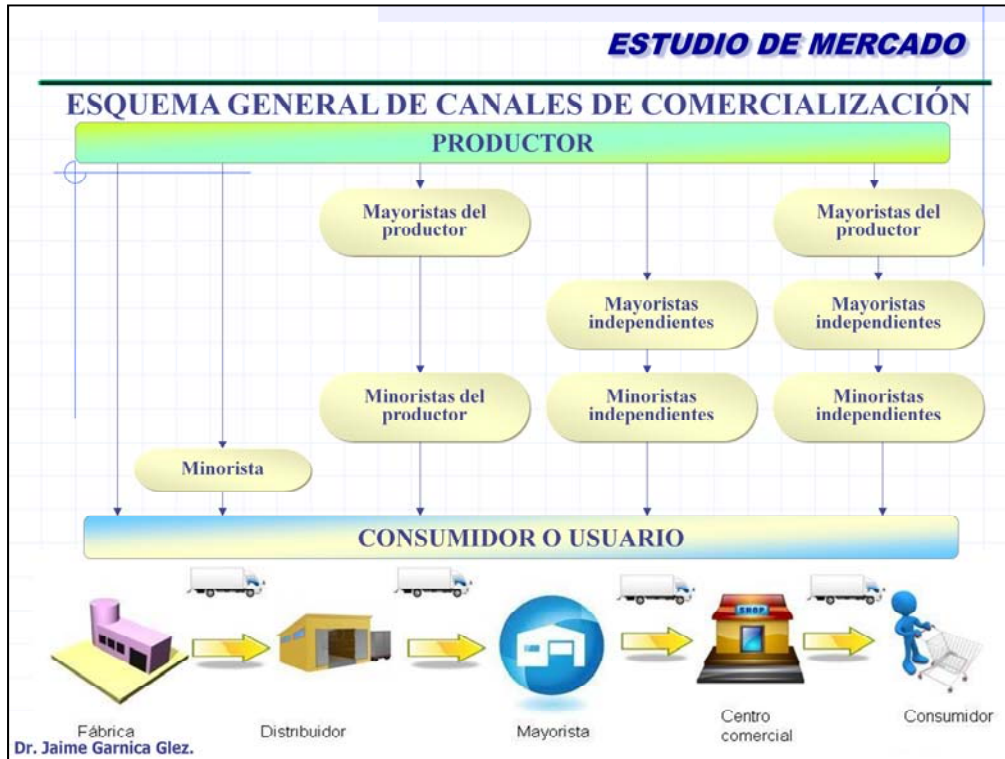 ESTUDIO DE MERCADO
ESQUEMA GENERAL DE CANALES DE COMERCIALIZACIÓN
PRODUCTOR
Mayoristas del
productor
Mayoristas del
productor
Mayoristas
independientes
Mayoristas
independientes
Minoristas del
productor
Minoristas
independientes
Minoristas
independientes
Minorista
CONSUMIDOR O USUARIO
SHOP
Fábrica
Distribuidor
Mayorista
Centro
comercial
Consumidor
Dr. Jaime Garnica Glez.